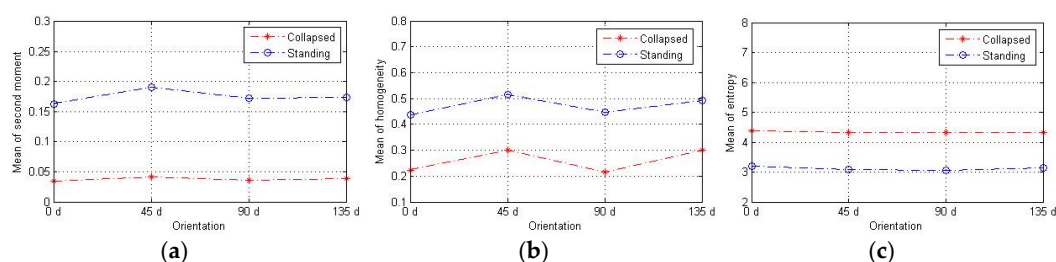 0.3
0.25
0.2
0.15
0.1
0.05
0
Mean of second moment
Collapsed
Standing
0 d
45 d
90 d
135 d
Orientation
(a)
0.8
0.7
0.6
0.5
0.4
0.3
0.2
0.1
Mean of homogeneity
Collapsed
Standing
0 d
45 d
90 d
135 d
Orientation
(b)
8
7
6
5
4
3
2
Mean of entropy
Collapsed
Standing
0 d
45 d
90 d
135 d
Orientation
(c)